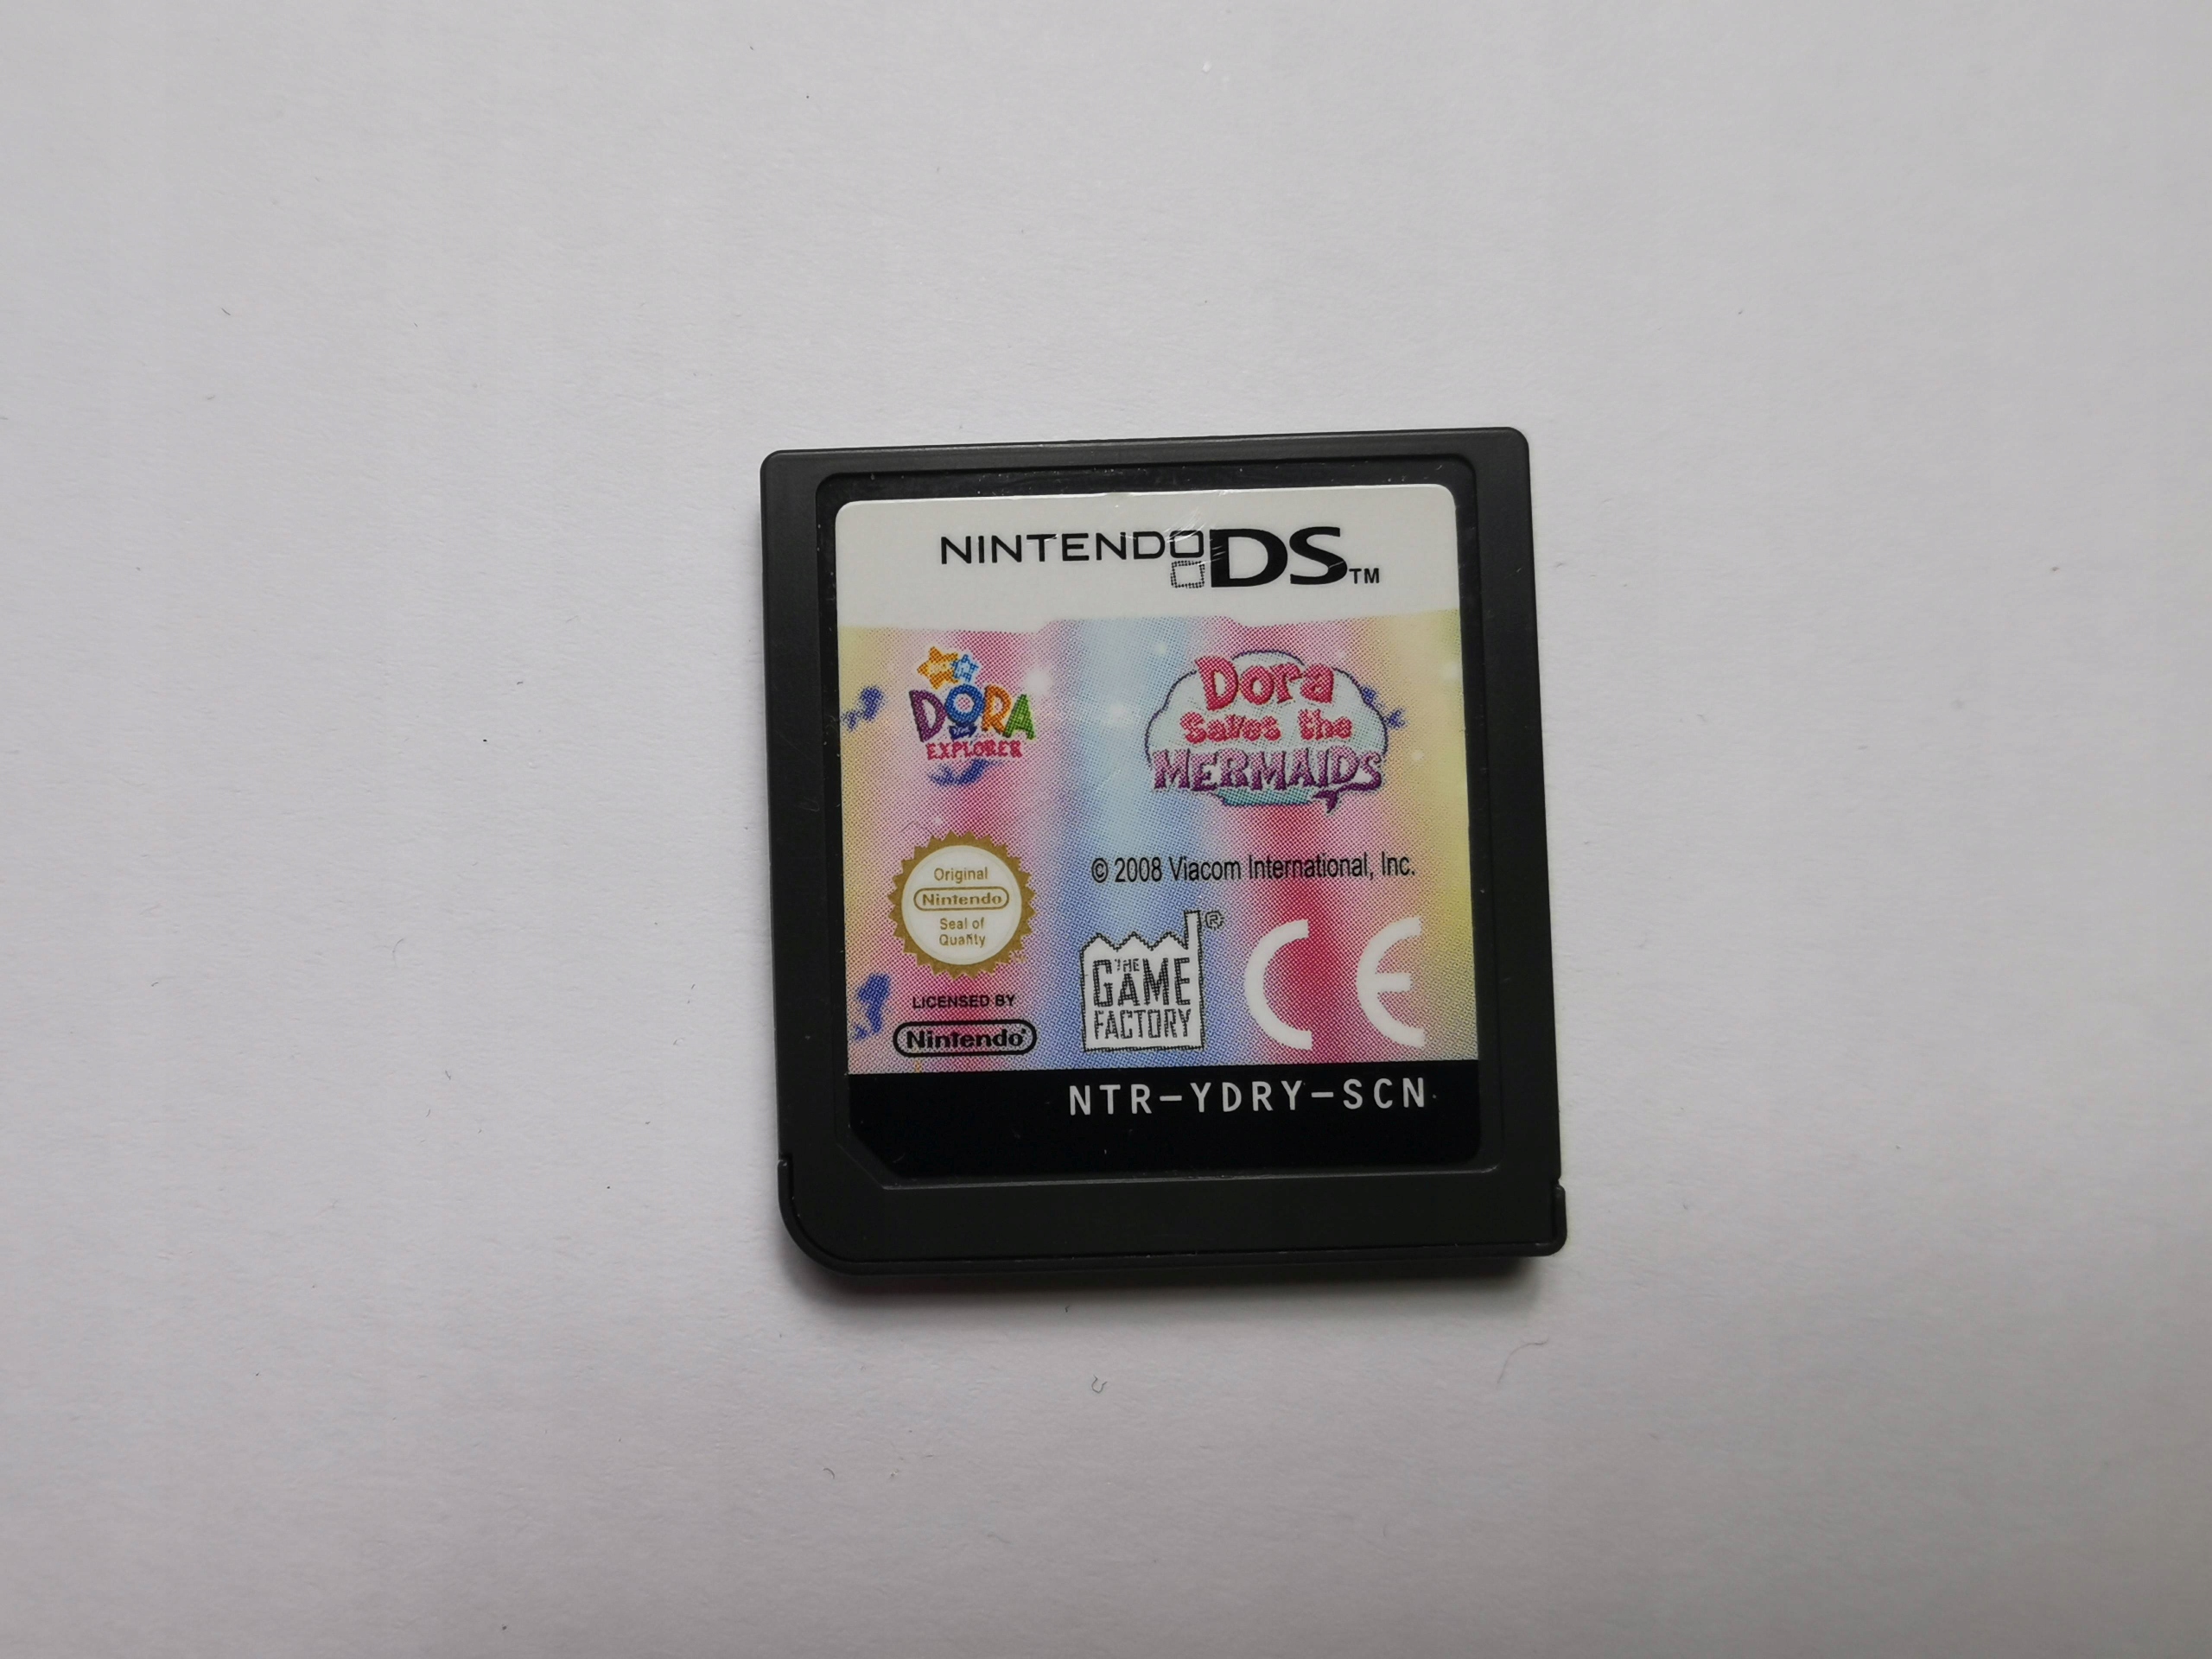 NINTENDO DS™
DORA
THE
EXPLORER
Dora
Saves the
MERMAIDS
© 2008 Viacom International, Inc.
Original
Nintendo
Seal of
Quality
LICENSED BY
Nintendo®
THE
GAME
FACTORY
®
CE
NTR-YDRY-SCN